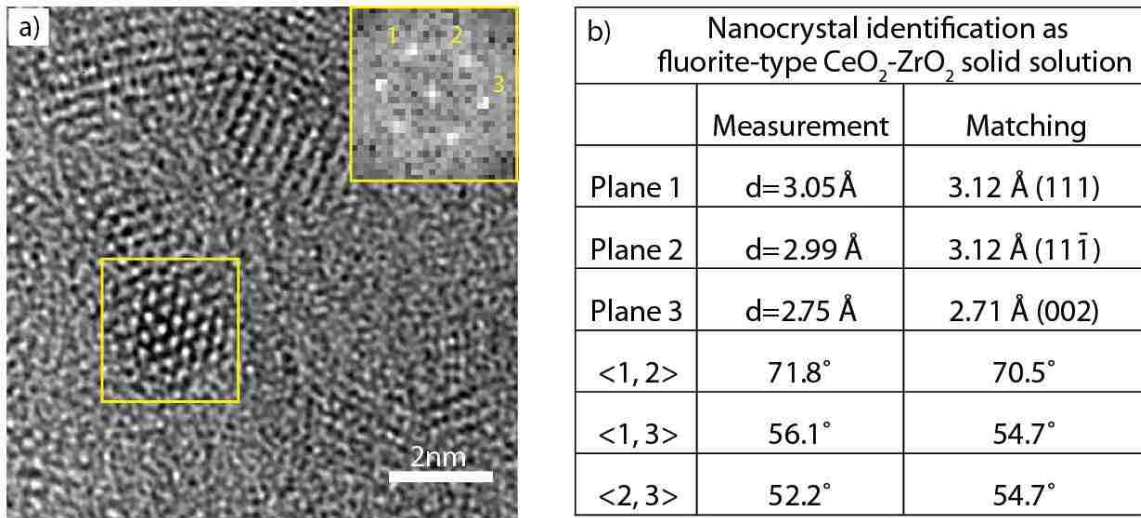 a)
1 2
3
2nm
b) Nanocrystal identification as
fluorite-type CeO₂-ZrO₂ solid solution
Measurement Matching
Plane 1 d=3.05 Å 3.12 Å (111)
Plane 2 d=2.99 Å 3.12 Å (111̄)
Plane 3 d=2.75 Å 2.71 Å (002)
<1, 2> 71.8° 70.5°
<1, 3> 56.1° 54.7°
<2, 3> 52.2° 54.7°